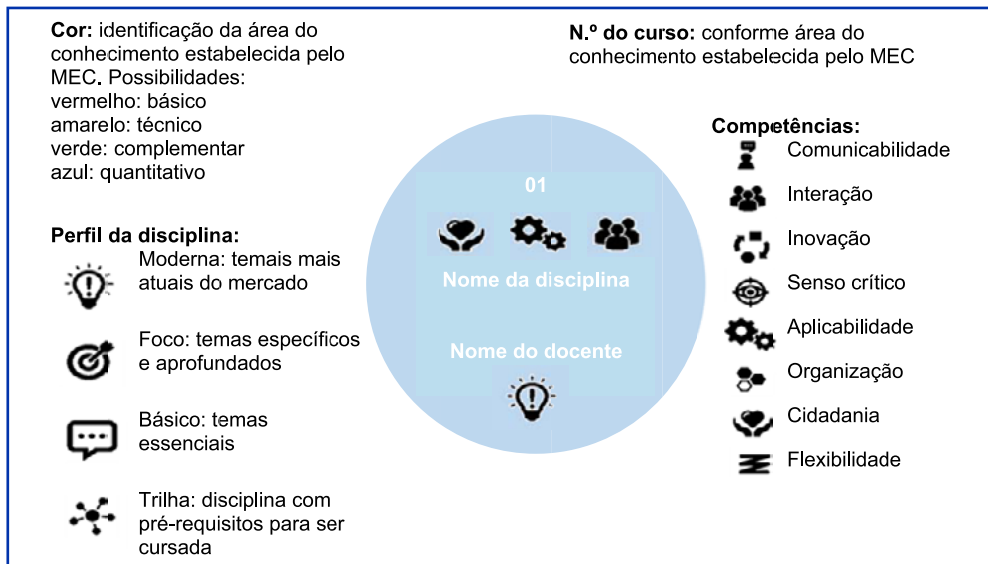 Cor: identificação da área do
conhecimento estabelecida pelo
MEC. Possibilidades:
vermelho: básico
amarelo: técnico
verde: complementar
azul: quantitativo
Perfil da disciplina:
Moderna: temais mais
atuais do mercado
Foco: temas específicos
e aprofundados
Básico: temas
essenciais
Trilha: disciplina com
pré-requisitos para ser
cursada
01
Nome da disciplina
Nome do docente
N.º do curso: conforme área do
conhecimento estabelecida pelo MEC
Competências:
Comunicabilidade
Interação
Inovação
Senso crítico
Aplicabilidade
Organização
Cidadania
Flexibilidade